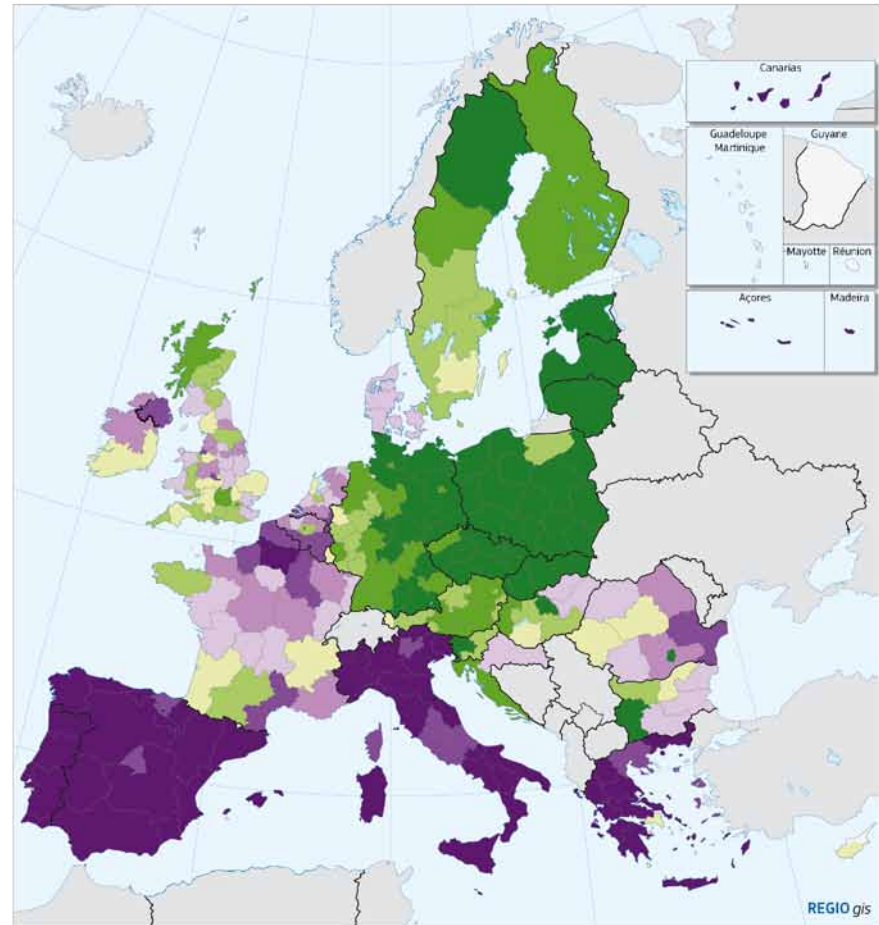 Canarias
Guadeloupe
Martinique
Guyane
Mayotte
Réunion
Açores
Madeira
REGIO gis